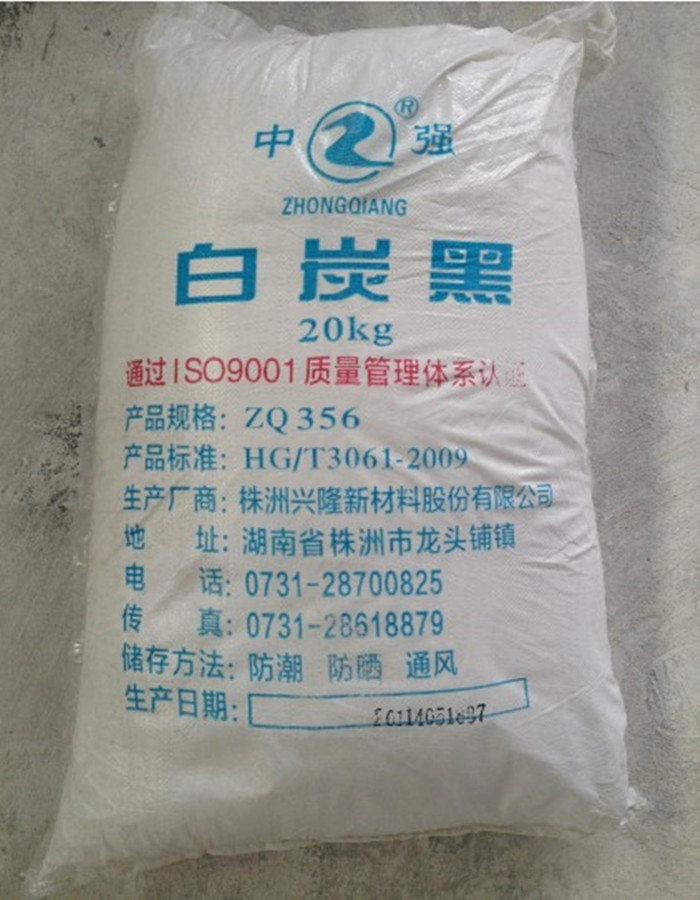 中 ® 强
ZHONGQIANG
白炭黑
20kg
通过ISO9001质量管理体系认证
产品规格: ZQ356
产品标准: HG/T3061-2009
生产厂商: 株洲兴隆新材料股份有限公司
地 址: 湖南省株洲市龙头铺镇
电 话: 0731-28700825
传 真: 0731-28618879
储存方法: 防潮 防晒 通风
生产日期: